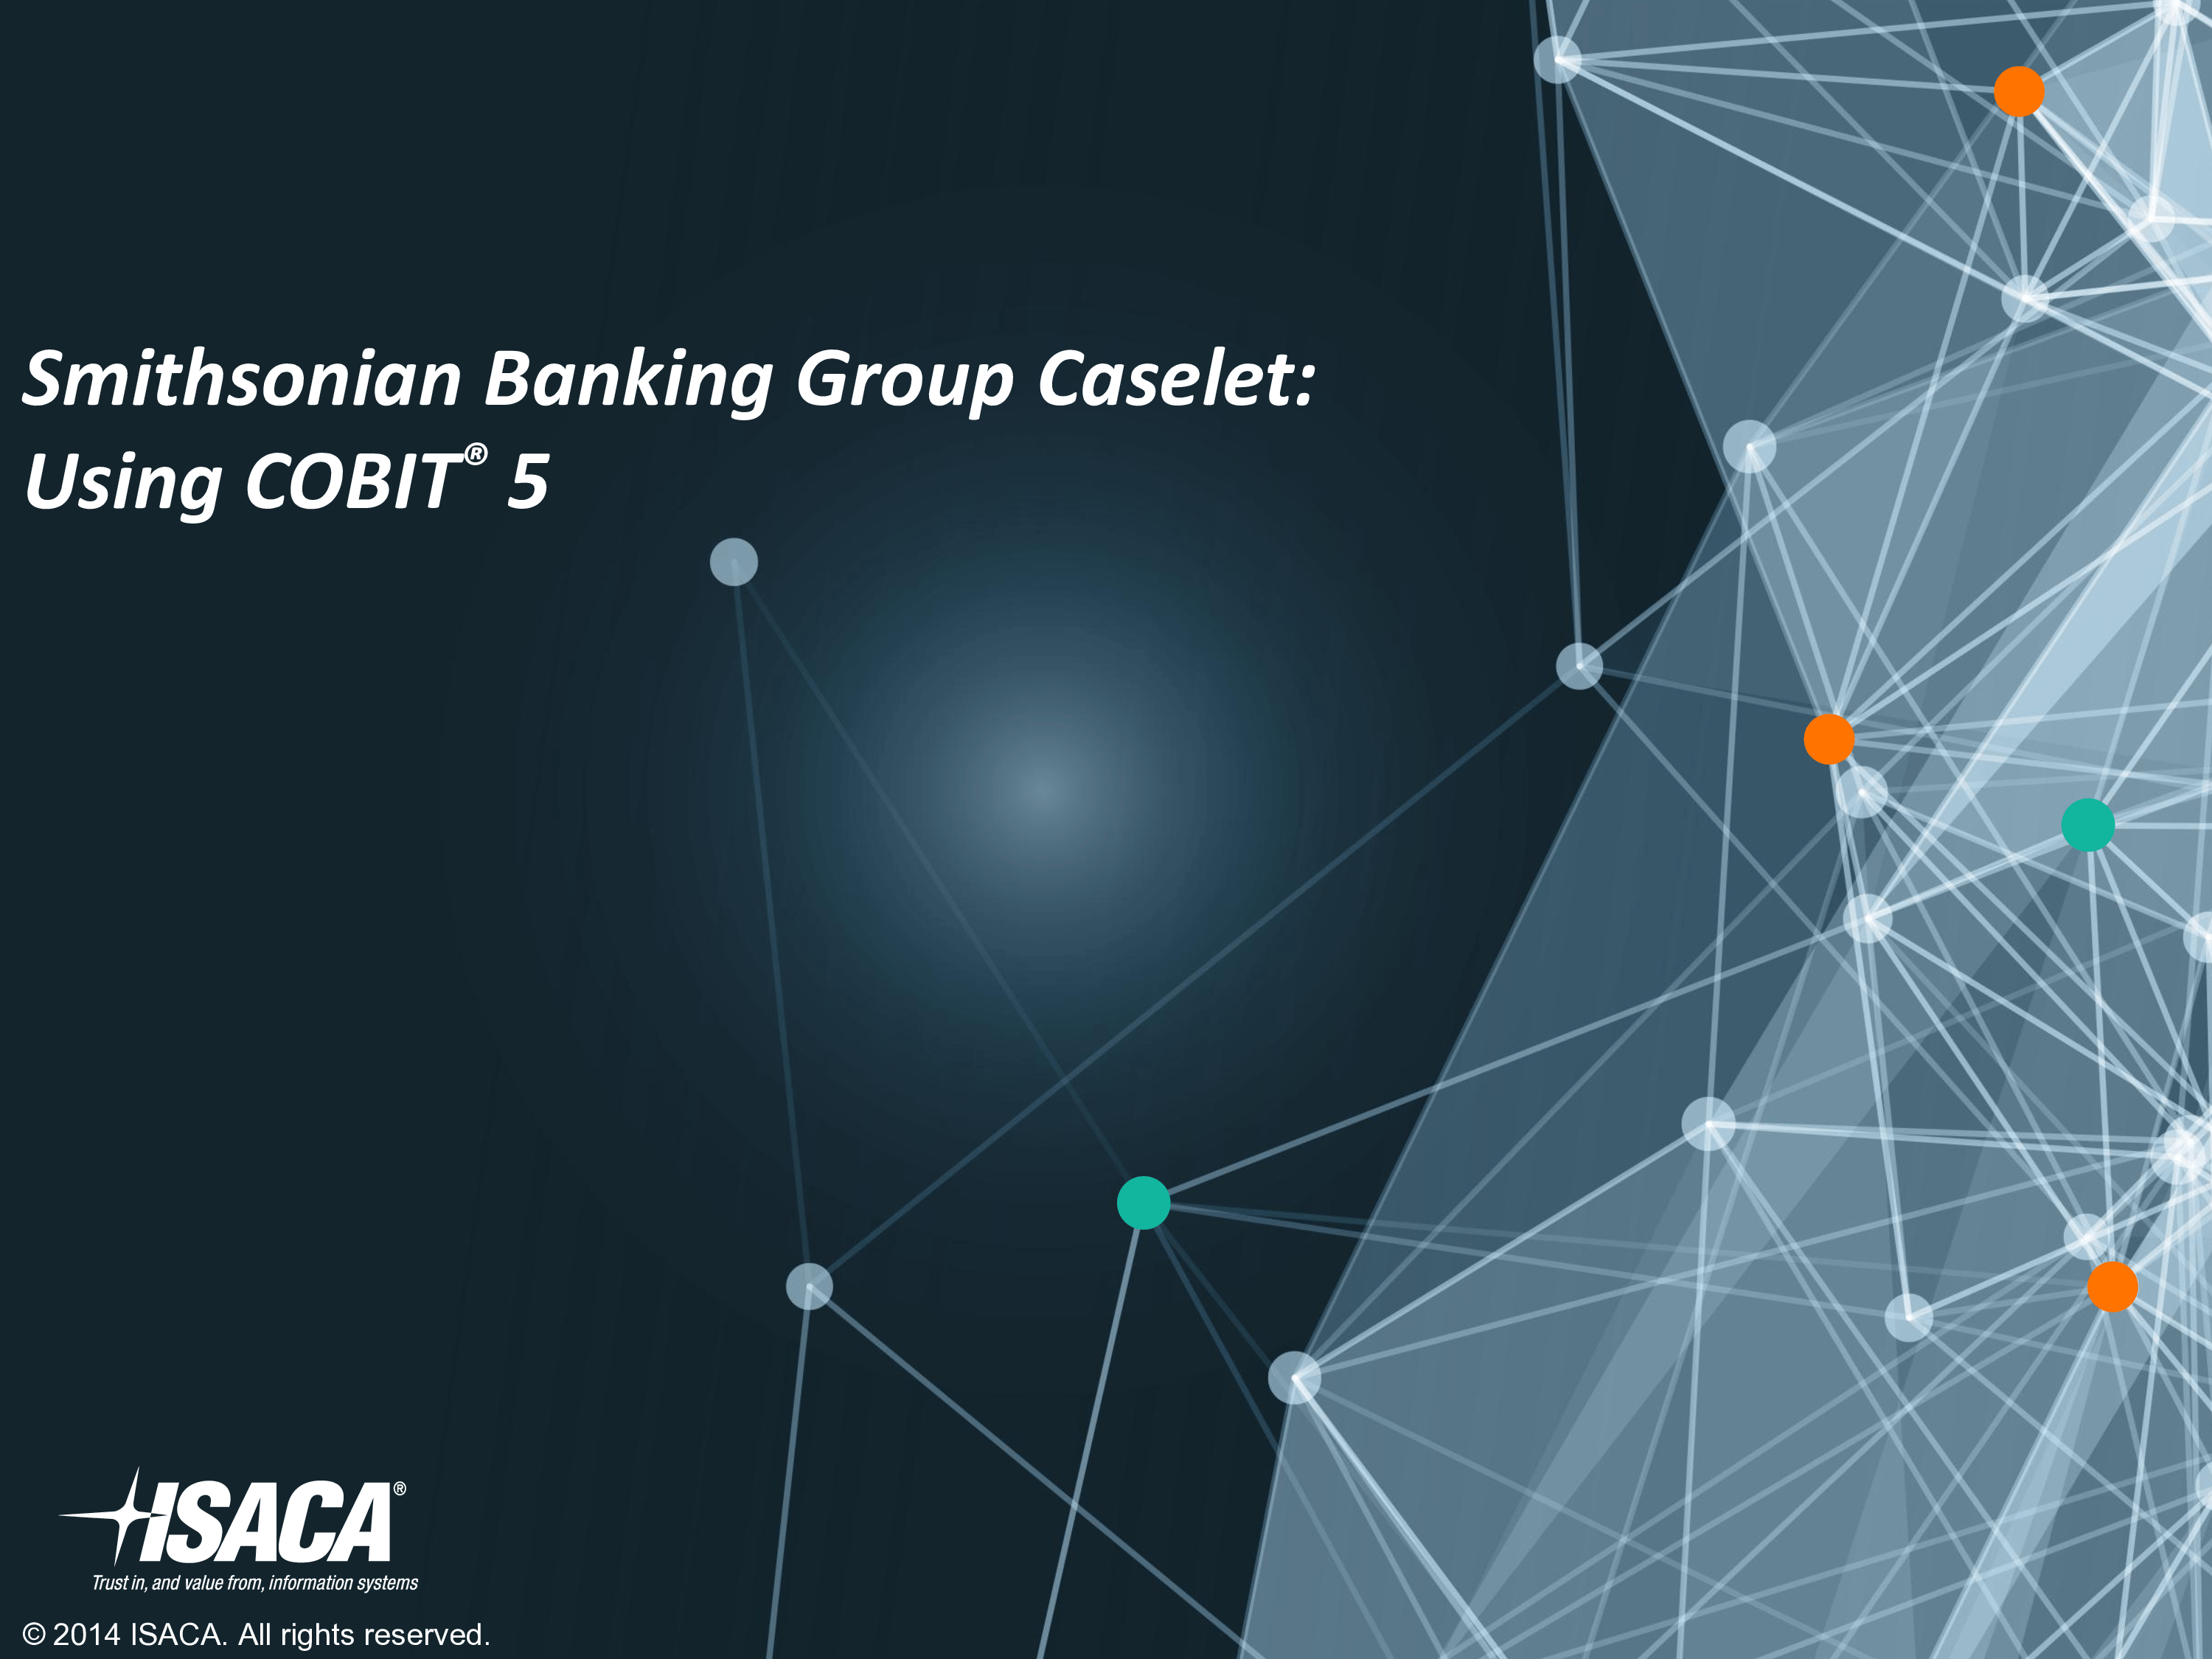 Smithsonian Banking Group Caselet:
Using COBIT® 5
ISACA®
Trust in, and value from, information systems
© 2014 ISACA. All rights reserved.